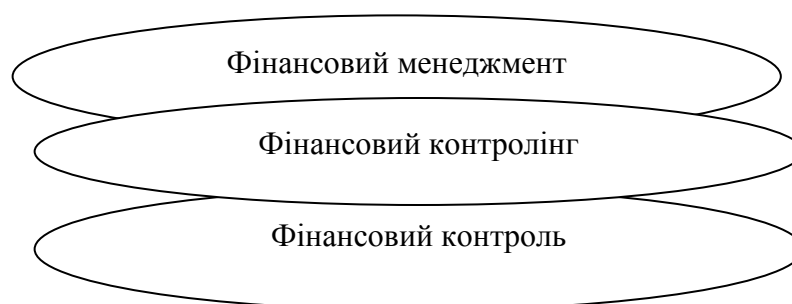 Фінансовий менеджмент
Фінансовий контролінг
Фінансовий контроль